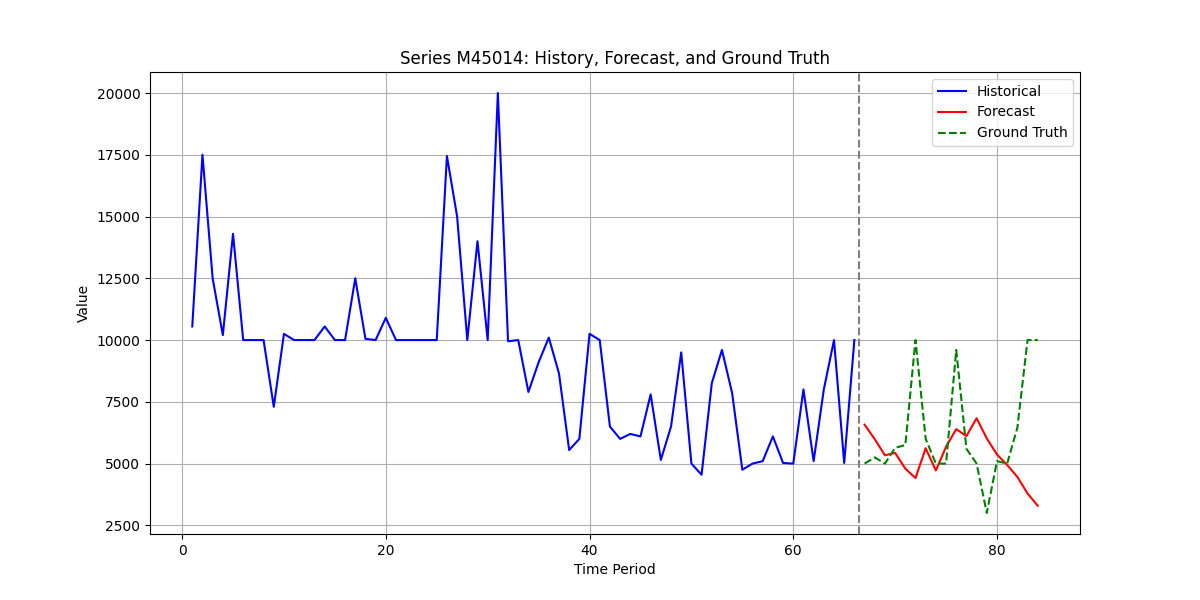 Series M45014: History, Forecast, and Ground Truth
20000
17500
15000
12500
10000
7500
5000
2500
Value
0
20
40
60
80
Time Period
Historical
Forecast
Ground Truth